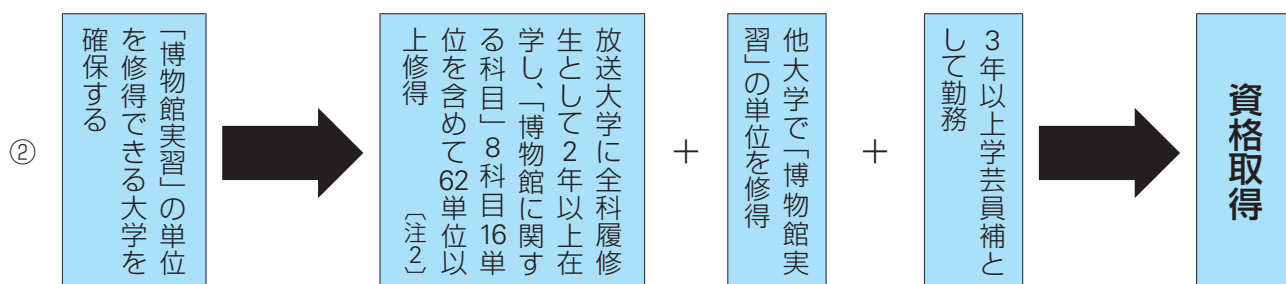 ②
「博物館実習」の単位
を修得できる大学を
確保する
放送大学に全科履修
生として2年以上在
学し、「博物館に関す
る科目」8科目16単
位を含めて62単位以
上修得 〔注2〕
＋
他大学で「博物館実
習」の単位を修得
＋
3年以上学芸員補と
して勤務
資格取得